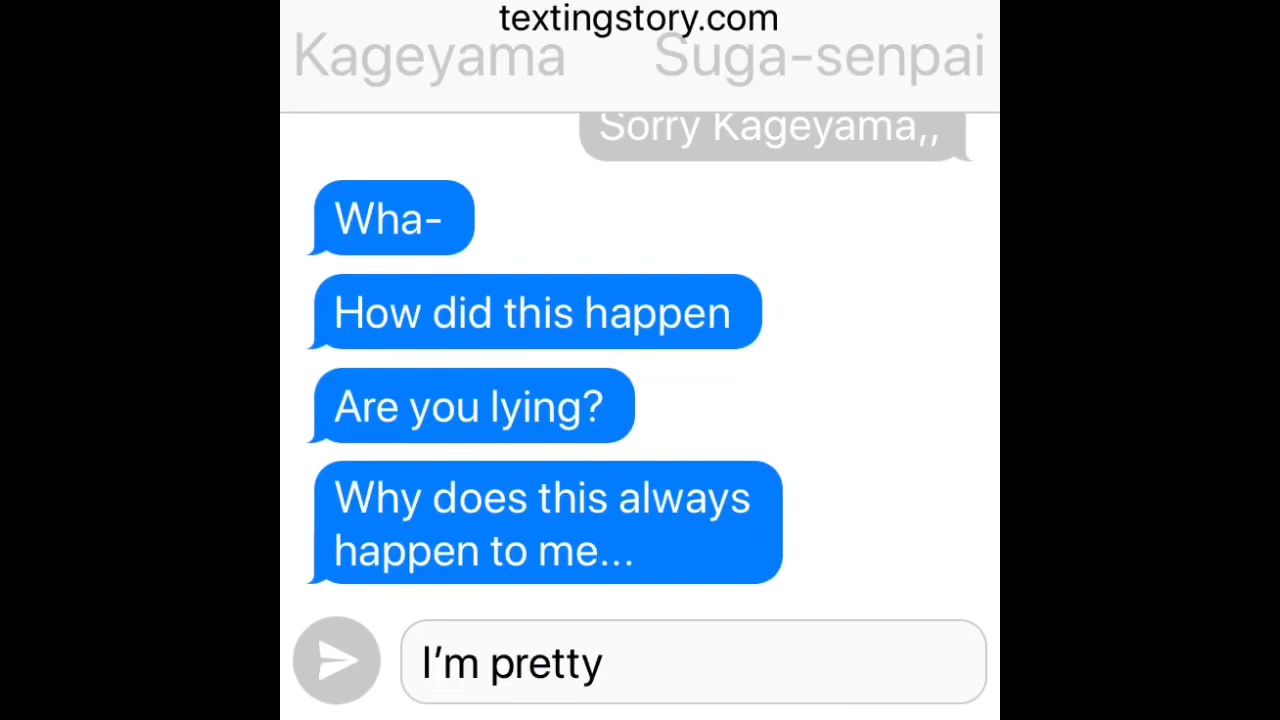 textingstory.com
Kageyama Suga-senpai
Sorry Kageyama,,
Wha-
How did this happen
Are you lying?
Why does this always
happen to me...
I'm pretty